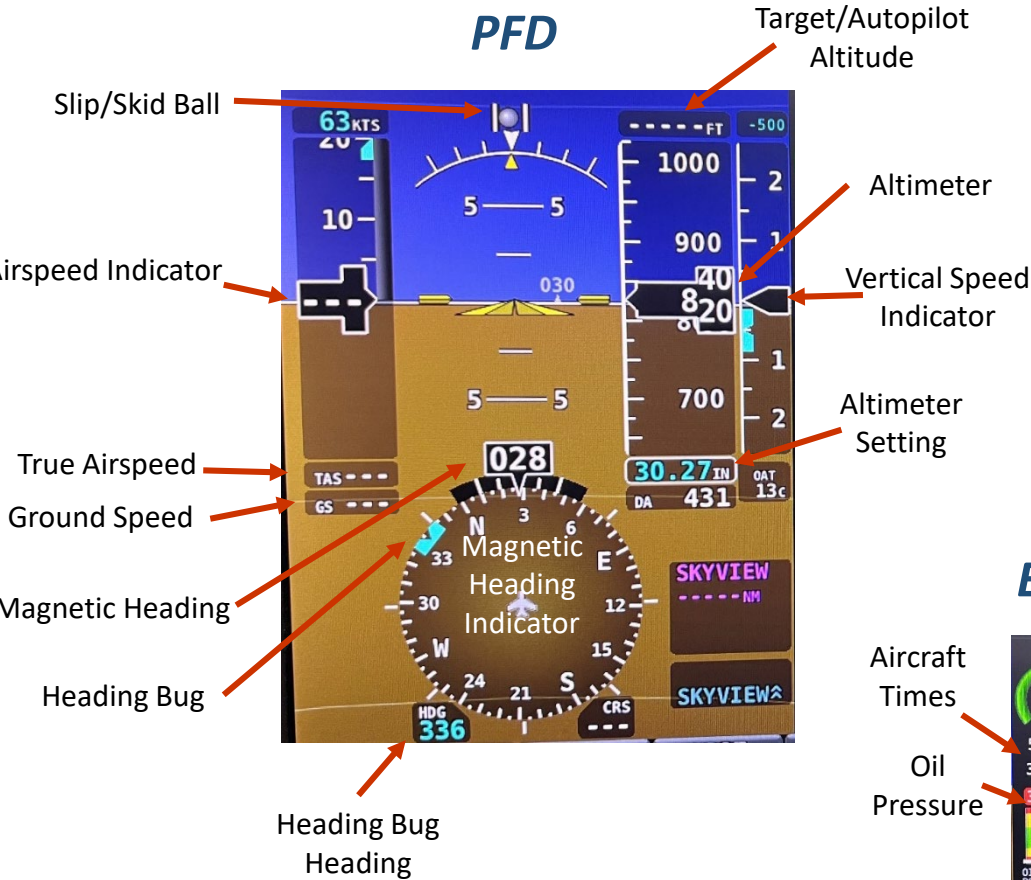 PFD
Target/Autopilot
Altitude
Slip/Skid Ball
63KTS
-----FT
-500
20
10
1000
900
8
40
20
800
700
2
1
1
2
5 5
030
5 5
Altimeter
Airspeed Indicator
---
Vertical Speed
Indicator
Altimeter
Setting
True Airspeed
TAS---
Ground Speed
GS ---
028
30.27IN
DA 431
OAT
13c
N 3 6 E 12 15 S 21 24 W 30 33
Magnetic
Heading
Indicator
Magnetic Heading
SKYVIEW
-----NM
SKYVIEW
Heading Bug
HDG
336
CRS
---
Heading Bug
Heading
Aircraft
Times
Oil
Pressure